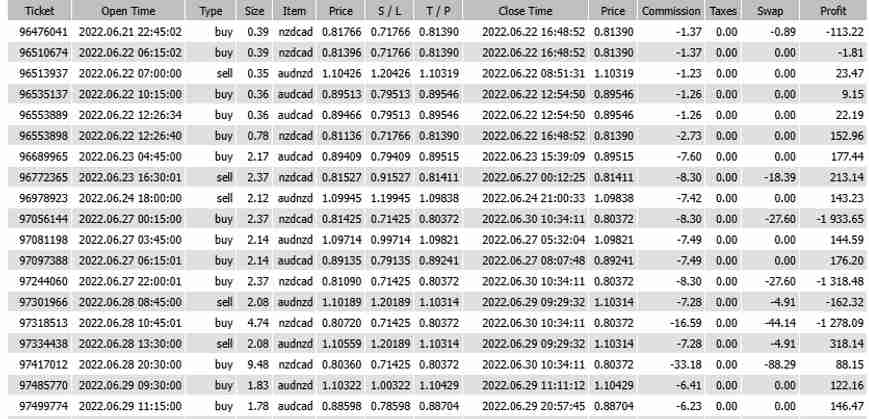 Ticket Open Time Type Size Item Price S / L T / P Close Time Price Commission Taxes Swap Profit
96476041 2022.06.21 22:45:02 buy 0.39 nzdcad 0.81766 0.71766 0.81390 2022.06.22 16:48:52 0.81390 -1.37 0.00 -0.89 -113.22
96510674 2022.06.22 06:15:02 buy 0.39 nzdcad 0.81396 0.71766 0.81390 2022.06.22 16:48:52 0.81390 -1.37 0.00 0.00 -1.81
96513937 2022.06.22 07:00:00 sell 0.35 audnzd 1.10426 1.20426 1.10319 2022.06.22 08:51:31 1.10319 -1.23 0.00 0.00 23.47
96535137 2022.06.22 10:15:00 buy 0.36 audcad 0.89513 0.79513 0.89546 2022.06.22 12:54:50 0.89546 -1.26 0.00 0.00 9.15
96553889 2022.06.22 12:26:34 buy 0.36 audcad 0.89466 0.79513 0.89546 2022.06.22 12:54:50 0.89546 -1.26 0.00 0.00 22.19
96553898 2022.06.22 12:26:40 buy 0.78 nzdcad 0.81136 0.71766 0.81390 2022.06.22 16:48:52 0.81390 -2.73 0.00 0.00 152.96
96689965 2022.06.23 04:45:00 buy 2.17 audcad 0.89409 0.79409 0.89515 2022.06.23 15:39:09 0.89515 -7.60 0.00 0.00 177.44
96772365 2022.06.23 16:30:01 sell 2.37 nzdcad 0.81527 0.91527 0.81411 2022.06.27 00:12:25 0.81411 -8.30 0.00 -18.39 213.14
96978923 2022.06.24 18:00:00 sell 2.12 audnzd 1.09945 1.19945 1.09838 2022.06.24 21:00:33 1.09838 -7.42 0.00 0.00 143.23
97056144 2022.06.27 00:15:00 buy 2.37 nzdcad 0.81425 0.71425 0.80372 2022.06.30 10:34:11 0.80372 -8.30 0.00 -27.60 -1 933.65
97081198 2022.06.27 03:45:00 buy 2.14 audnzd 1.09714 0.99714 1.09821 2022.06.27 05:32:04 1.09821 -7.49 0.00 0.00 144.59
97097388 2022.06.27 06:15:01 buy 2.14 audcad 0.89135 0.79135 0.89241 2022.06.27 08:07:48 0.89241 -7.49 0.00 0.00 176.20
97244060 2022.06.27 22:00:01 buy 2.37 nzdcad 0.81090 0.71425 0.80372 2022.06.30 10:34:11 0.80372 -8.30 0.00 -27.60 -1 318.48
97301966 2022.06.28 08:45:00 sell 2.08 audnzd 1.10189 1.20189 1.10314 2022.06.29 09:29:32 1.10314 -7.28 0.00 -4.91 -162.32
97318513 2022.06.28 10:45:01 buy 4.74 nzdcad 0.80720 0.71425 0.80372 2022.06.30 10:34:11 0.80372 -16.59 0.00 -44.14 -1 278.09
97334438 2022.06.28 13:30:00 sell 2.08 audnzd 1.10559 1.20189 1.10314 2022.06.29 09:29:32 1.10314 -7.28 0.00 -4.91 318.14
97417012 2022.06.28 20:30:00 buy 9.48 nzdcad 0.80360 0.71425 0.80372 2022.06.30 10:34:11 0.80372 -33.18 0.00 -88.29 88.15
97485770 2022.06.29 09:30:00 buy 1.83 audnzd 1.10322 1.00322 1.10429 2022.06.29 11:11:12 1.10429 -6.41 0.00 0.00 122.16
97499774 2022.06.29 11:15:00 buy 1.78 audcad 0.88598 0.78598 0.88704 2022.06.29 20:57:45 0.88704 -6.23 0.00 0.00 146.47